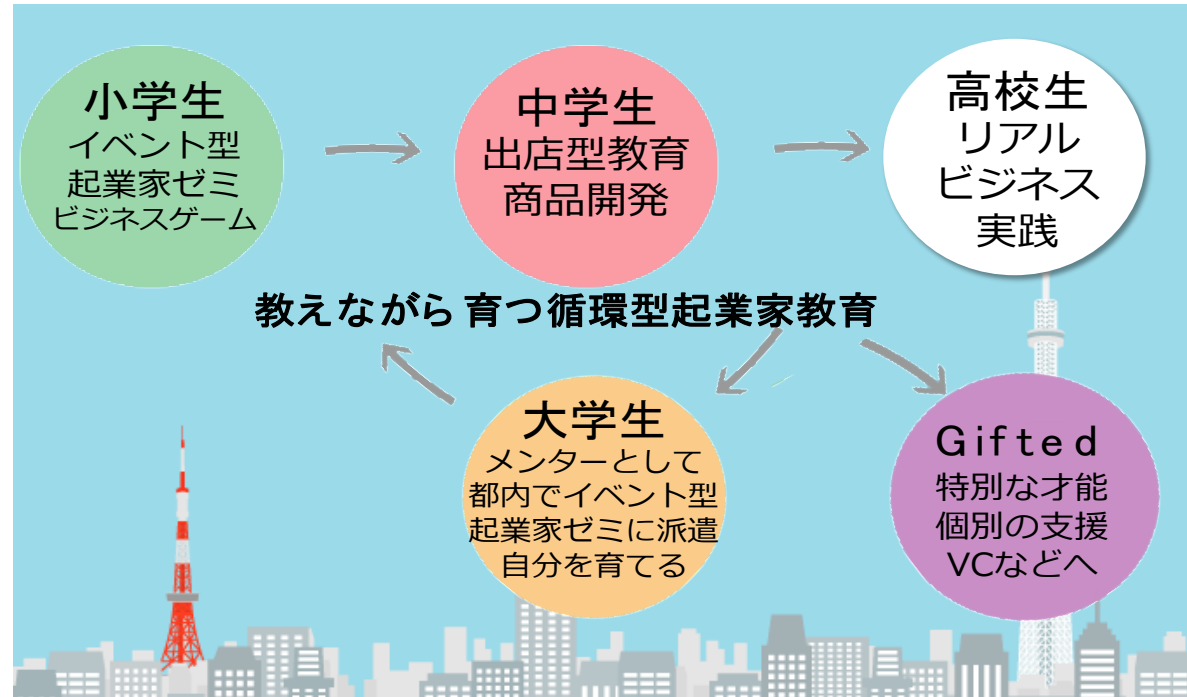 小学生
イベント型
起業家ゼミ
ビジネスゲーム
中学生
出店型教育
商品開発
高校生
リアル
ビジネス
実践
教えながら育つ循環型起業家教育
大学生
メンターとして
都内でイベント型
起業家ゼミに派遣
自分を育てる
Gifted
特別な才能
個別の支援
VCなどへ